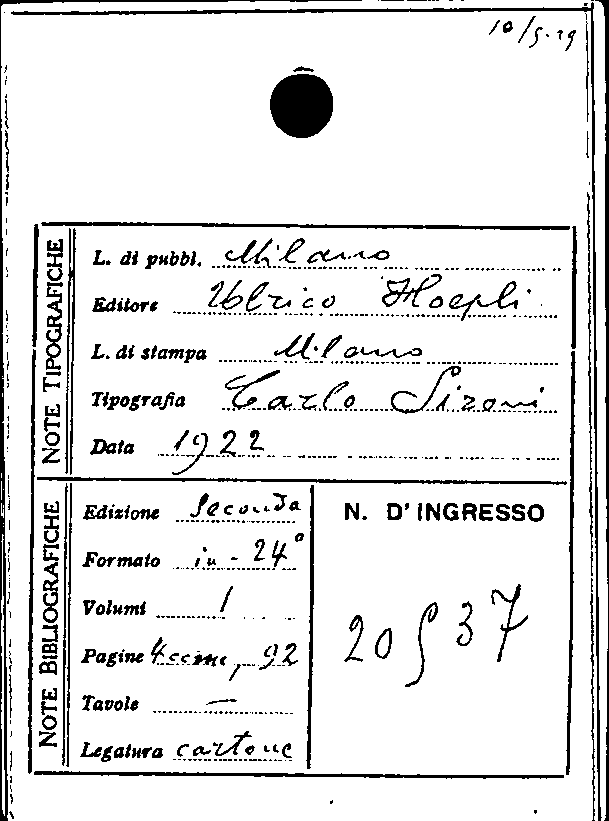 10/5.29
NOTE TIPOGRAFICHE
L. di pubbl. Milano
Editore Ulrico Hoepli
L. di stampa Milano
Tipografia Carlo Sironi
Data 1922
NOTE BIBLIOGRAFICHE
Edizione Seconda
Formato in-24°
Volumi 1
Pagine 92
Tavole —
Legatura cartone
N. D'INGRESSO
20537